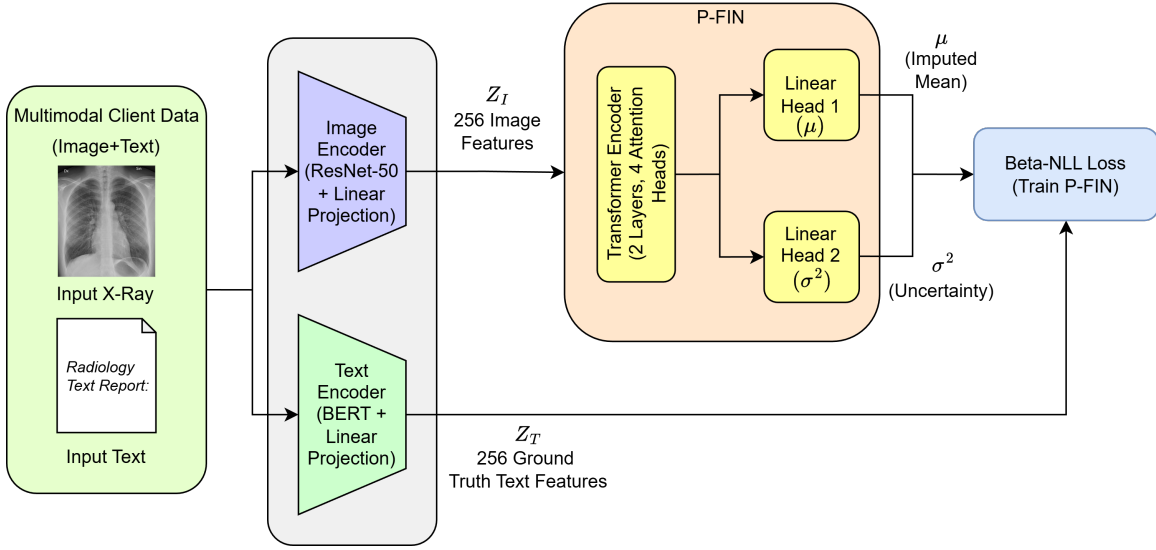 Multimodal Client Data
(Image+Text)
Input X-Ray
Radiology
Text Report:
Input Text
Image
Encoder
(ResNet-50
+ Linear
Projection)
Text
Encoder
(BERT +
Linear
Projection)
Z_I
256 Image
Features
Z_T
256 Ground
Truth Text Features
P-FIN
Transformer Encoder
(2 Layers, 4 Attention
Heads)
Linear
Head 1
(μ)
Linear
Head 2
(σ²)
μ
(Imputed
Mean)
σ²
(Uncertainty)
Beta-NLL Loss
(Train P-FIN)